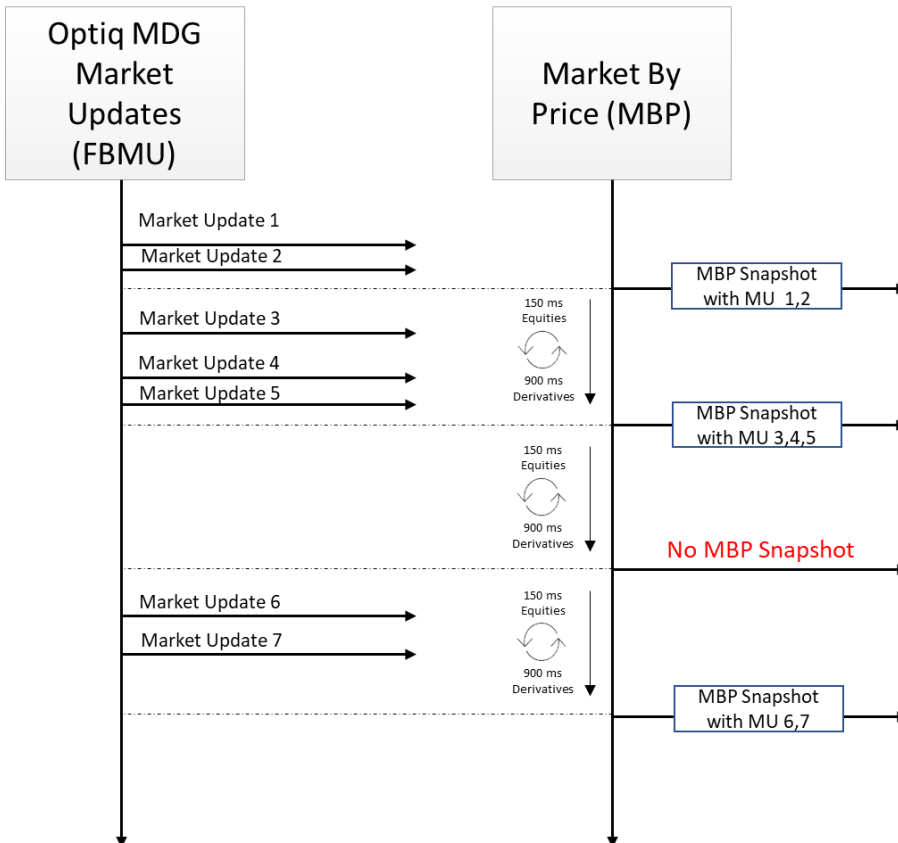 Optiq MDG
Market
Updates
(FBMU)
Market By
Price (MBP)
Market Update 1
Market Update 2
MBP Snapshot
with MU 1,2
150 ms
Equities
900 ms
Derivatives
Market Update 3
Market Update 4
Market Update 5
MBP Snapshot
with MU 3,4,5
150 ms
Equities
900 ms
Derivatives
No MBP Snapshot
Market Update 6
Market Update 7
150 ms
Equities
900 ms
Derivatives
MBP Snapshot
with MU 6,7